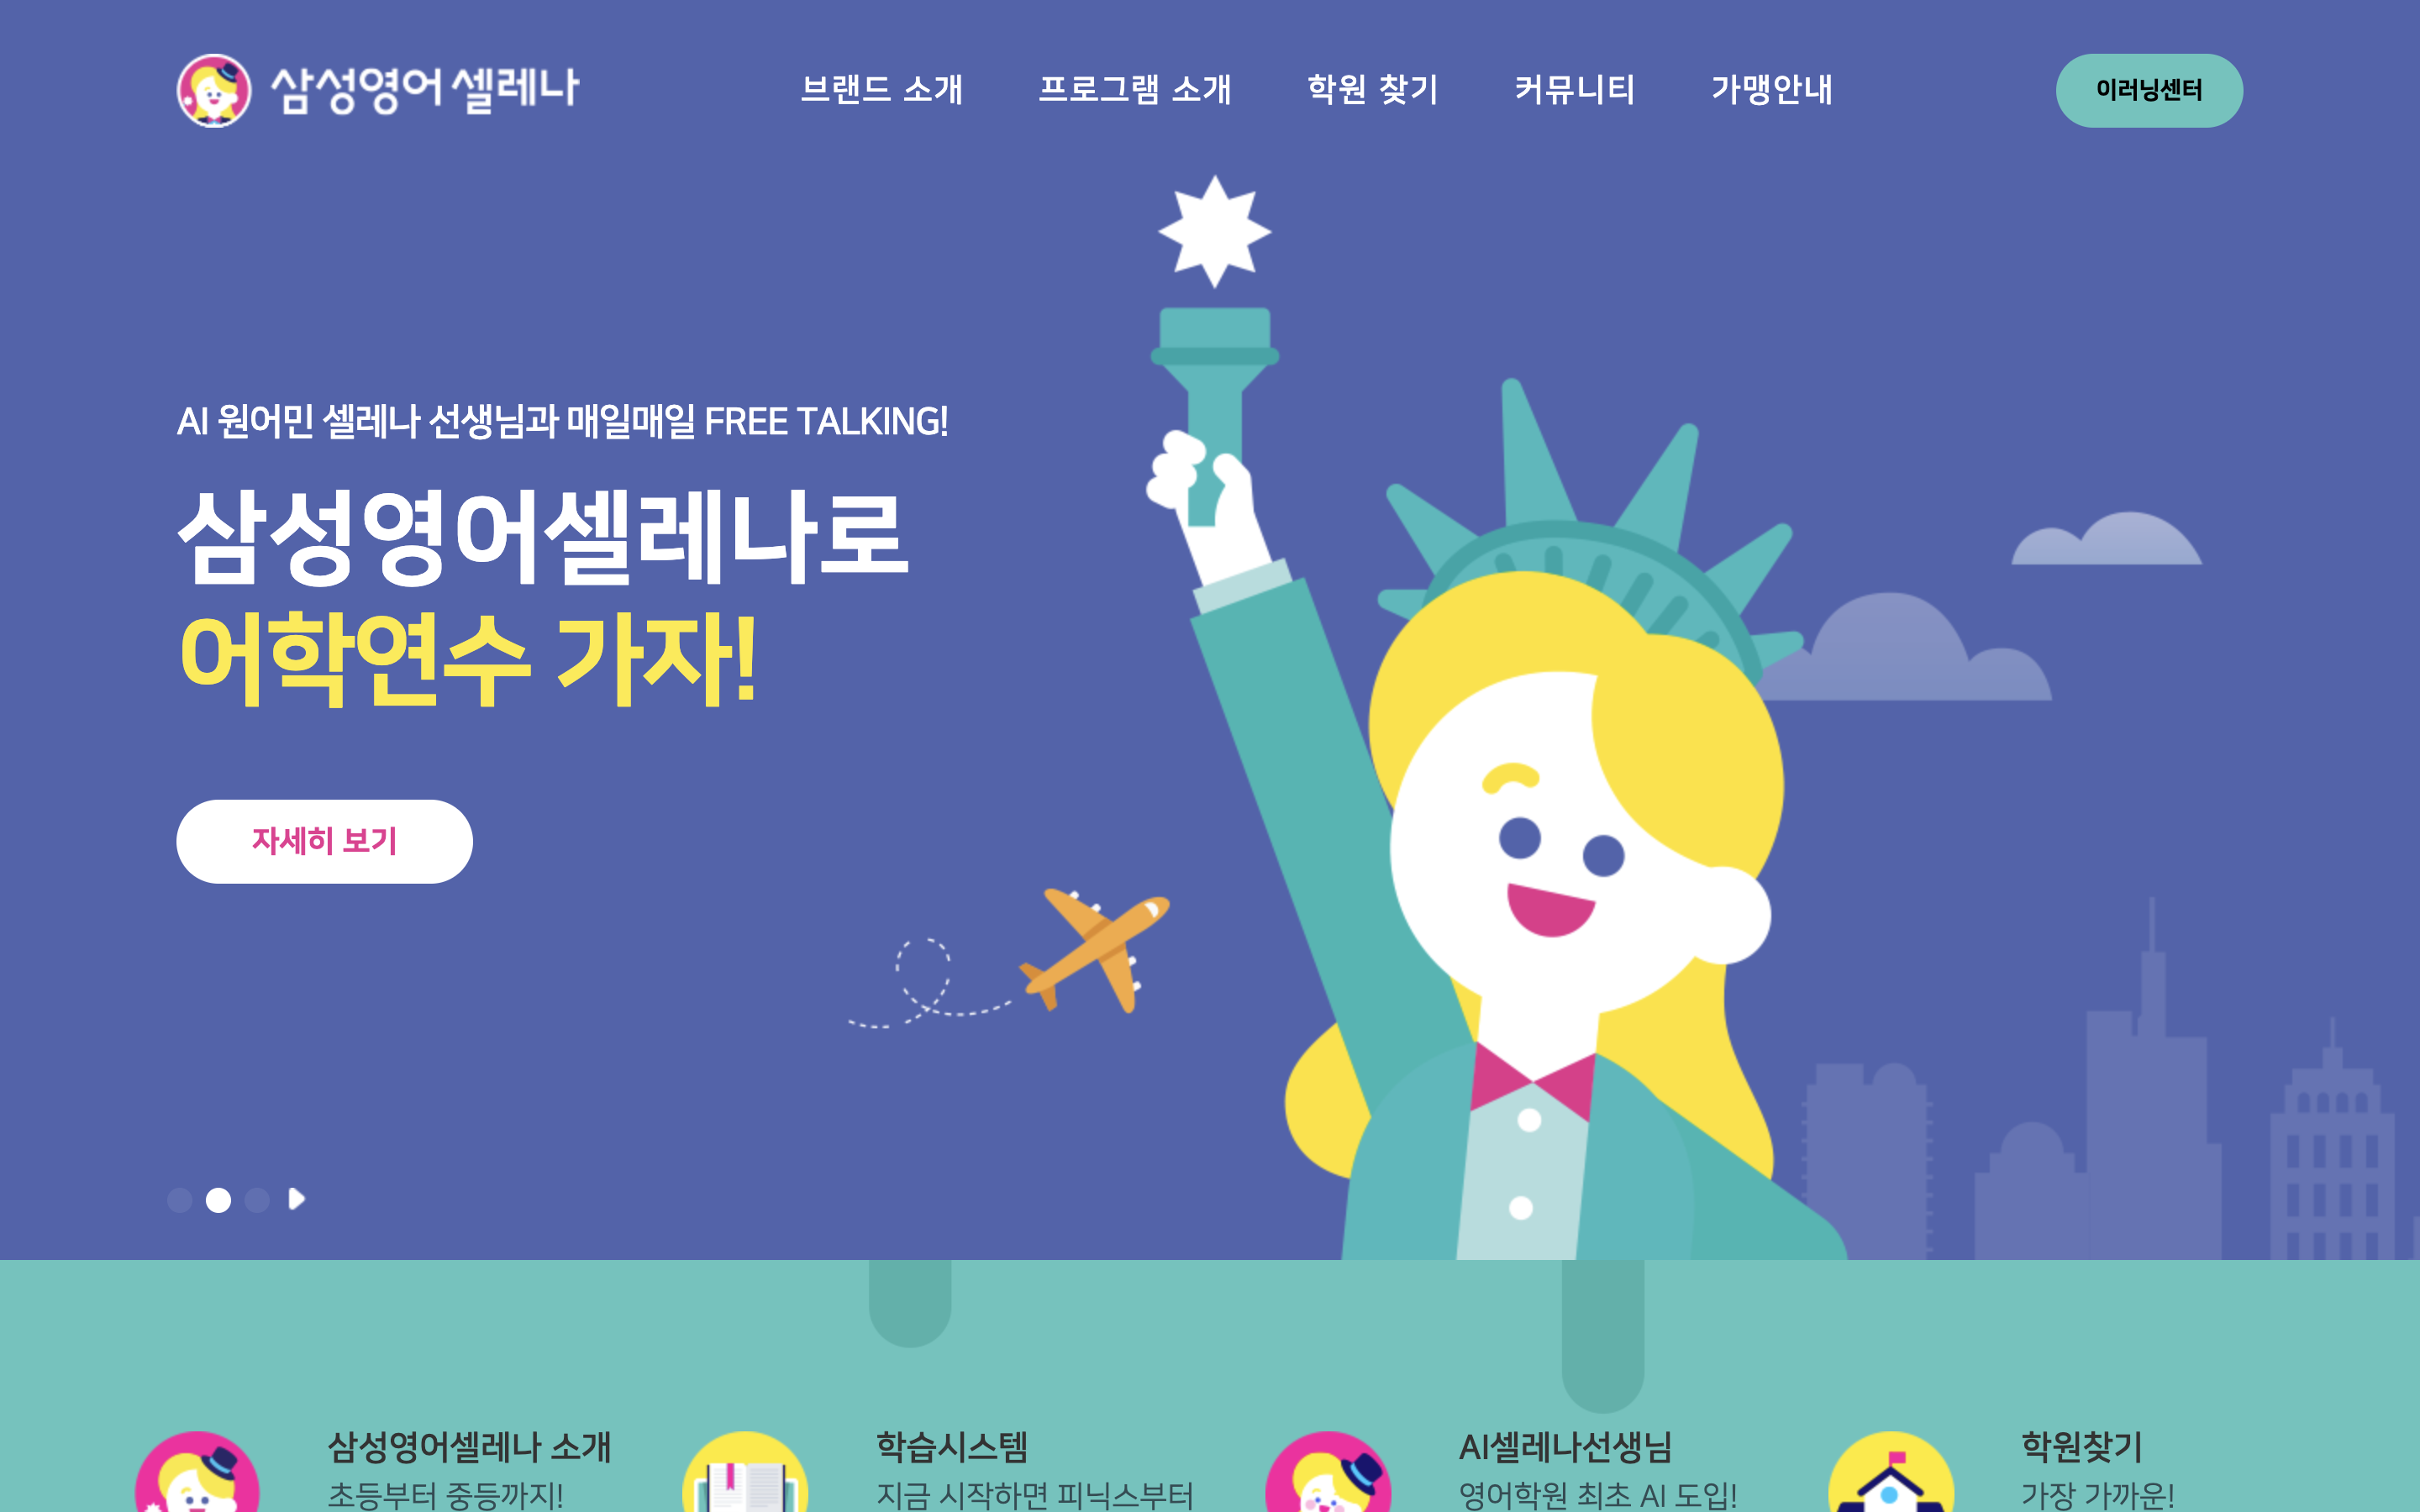 삼성영어 셀레나
브랜드 소개
프로그램 소개
학원 찾기
커뮤니티
가맹안내
이러닝센터
AI 원어민 셀레나 선생님과 매일매일 FREE TALKING!
삼성영어셀레나로
어학연수 가자!
자세히 보기
삼성영어셀레나 소개
초등부터 중등까지!
학습시스템
지금 시작하면 피닉스부터
AI셀레나선생님
영어학원 최초 AI 도입!
학원찾기
가장 가까운!